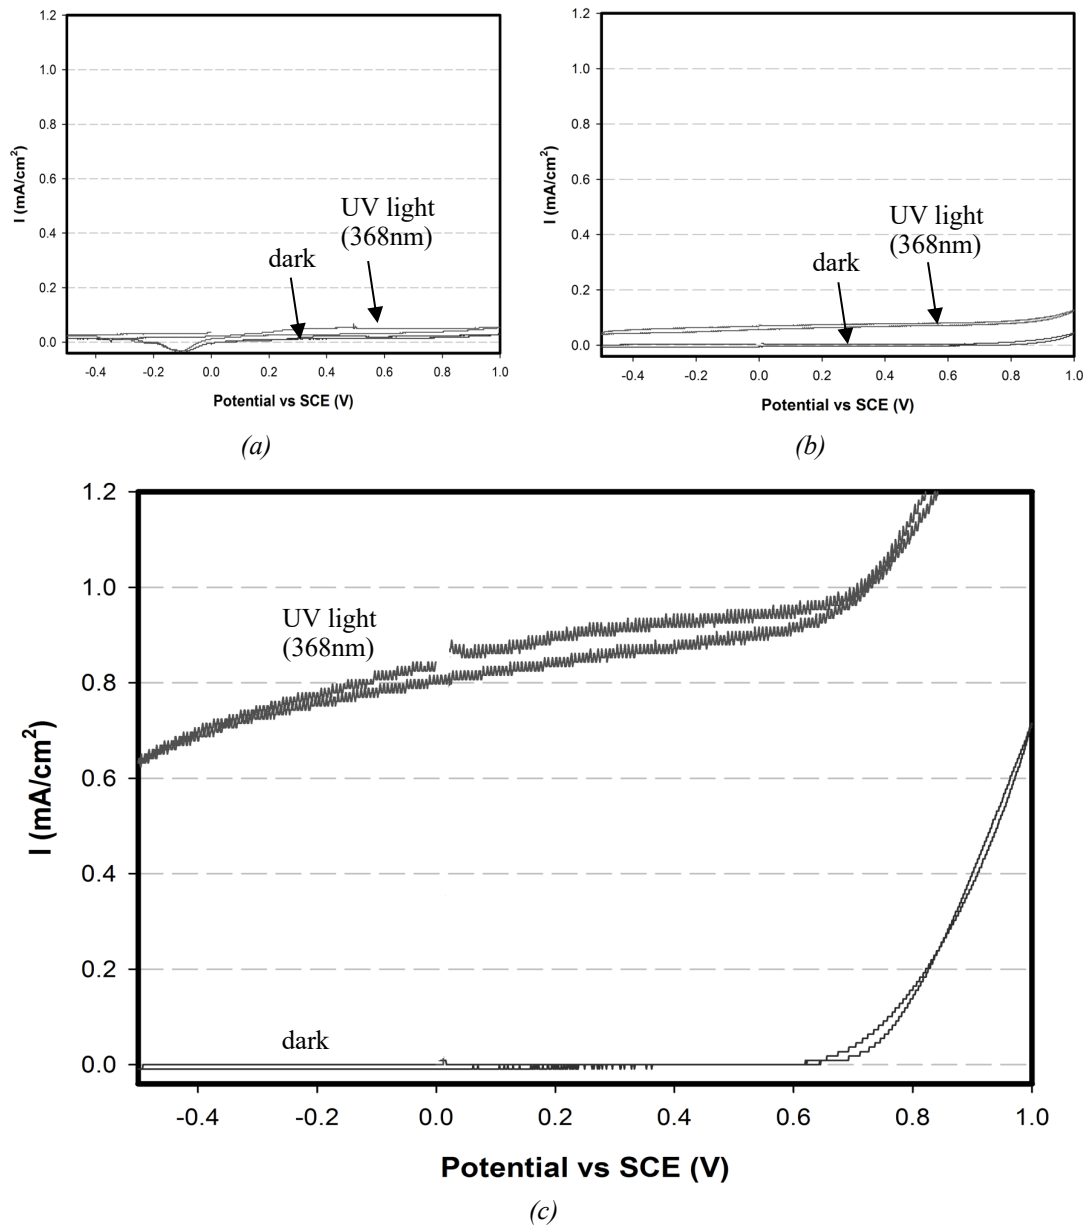 1.2
1.0
0.8
0.6
0.4
0.2
0.0
I (mA/cm²)
UV light
(368nm)
dark
-0.4 -0.2 0.0 0.2 0.4 0.6 0.8 1.0
Potential vs SCE (V)
(a)
1.2
1.0
0.8
0.6
0.4
0.2
0.0
I (mA/cm²)
UV light
(368nm)
dark
-0.4 -0.2 0.0 0.2 0.4 0.6 0.8 1.0
Potential vs SCE (V)
(b)
1.2
1.0
0.8
0.6
0.4
0.2
0.0
I (mA/cm²)
UV light
(368nm)
dark
-0.4 -0.2 0.0 0.2 0.4 0.6 0.8 1.0
Potential vs SCE (V)
(c)